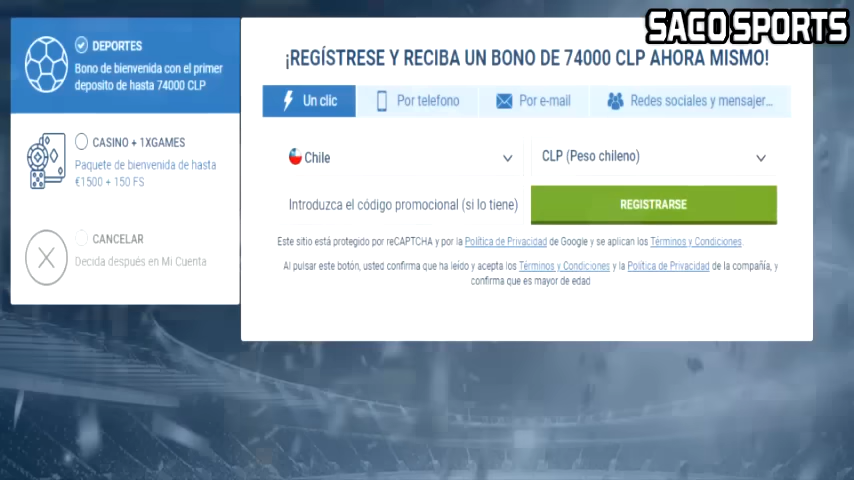 SACO SPORTS
DEPORTES
Bono de bienvenida con el primer
deposito de hasta 74000 CLP
CASINO + 1XGAMES
Paquete de bienvenida de hasta
€1500 + 150 FS
CANCELAR
Decida después en Mi Cuenta
¡REGÍSTRESE Y RECIBA UN BONO DE 74000 CLP AHORA MISMO!
Un clic
Por telefono
Por e-mail
Redes sociales y mensajer...
Chile
CLP (Peso chileno)
Introduzca el código promocional (si lo tiene)
REGISTRARSE
Este sitio está protegido por reCAPTCHA y por la Política de Privacidad de Google y se aplican los Términos y Condiciones.
Al pulsar este botón, usted confirma que ha leído y acepta los Términos y Condiciones y la Política de Privacidad de la compañía, y
confirma que es mayor de edad